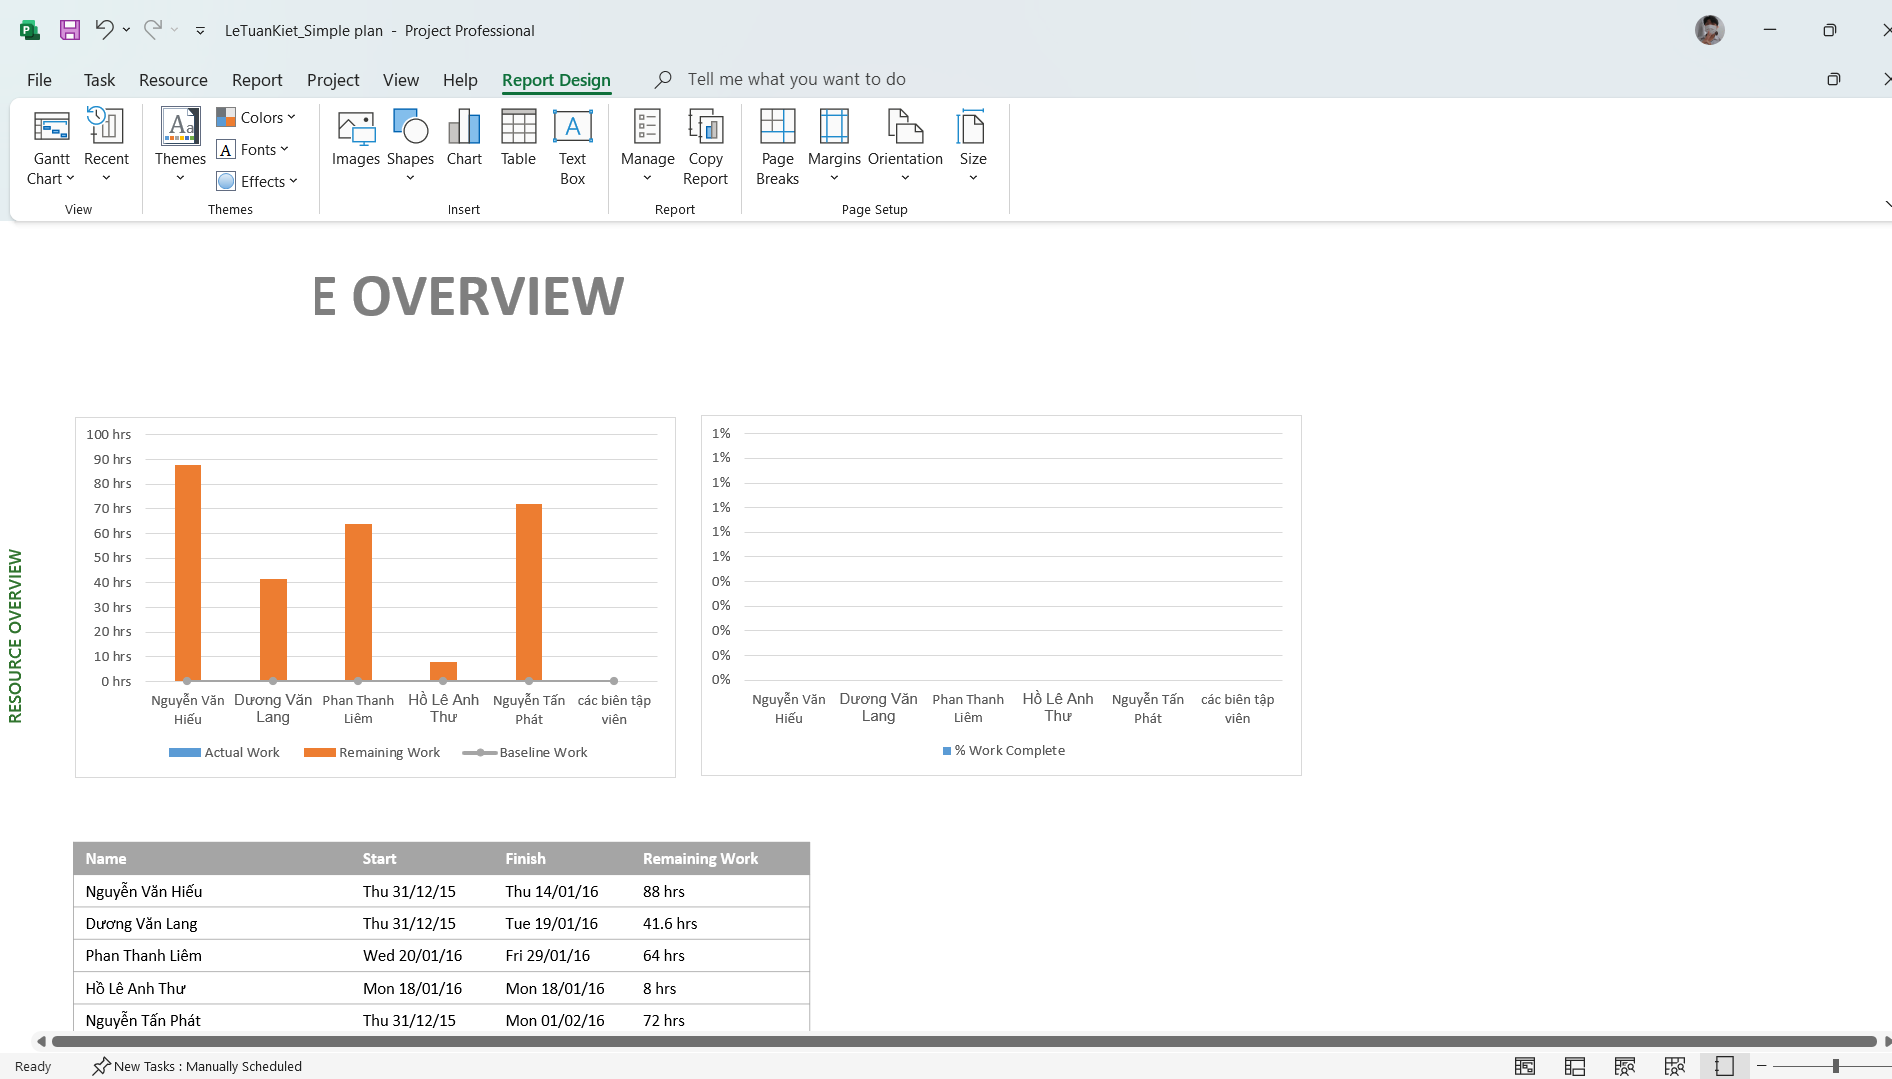 LeTuanKiet_Simple plan - Project Professional
File Task Resource Report Project View Help Report Design Tell me what you want to do
Gantt Chart
Recent
View
Themes
Colors
Fonts
Effects
Themes
Images
Shapes
Chart
Table
Text Box
Insert
Manage
Copy Report
Report
Page Breaks
Margins
Orientation
Size
Page Setup
E OVERVIEW
RESOURCE OVERVIEW
100 hrs
90 hrs
80 hrs
70 hrs
60 hrs
50 hrs
40 hrs
30 hrs
20 hrs
10 hrs
0 hrs
Nguyễn Văn Hiếu
Dương Văn Lang
Phan Thanh Liêm
Hồ Lê Anh Thư
Nguyễn Tấn Phát
các biên tập viên
Actual Work Remaining Work Baseline Work
1%
1%
1%
1%
1%
1%
0%
0%
0%
0%
0%
Nguyễn Văn Hiếu
Dương Văn Lang
Phan Thanh Liêm
Hồ Lê Anh Thư
Nguyễn Tấn Phát
các biên tập viên
% Work Complete
Name Start Finish Remaining Work
Nguyễn Văn Hiếu Thu 31/12/15 Thu 14/01/16 88 hrs
Dương Văn Lang Thu 31/12/15 Tue 19/01/16 41.6 hrs
Phan Thanh Liêm Wed 20/01/16 Fri 29/01/16 64 hrs
Hồ Lê Anh Thư Mon 18/01/16 Mon 18/01/16 8 hrs
Nguyễn Tấn Phát Thu 31/12/15 Mon 01/02/16 72 hrs
Ready New Tasks : Manually Scheduled